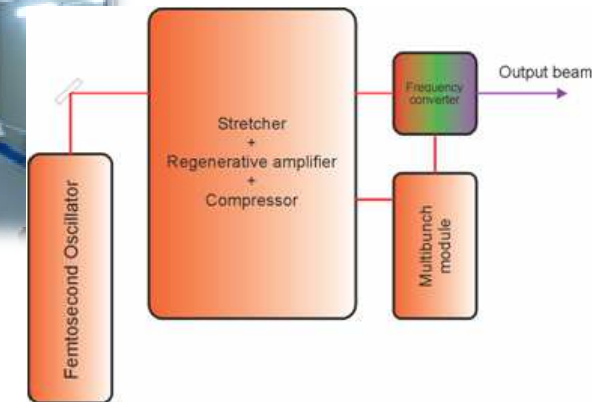 Femtosecond Oscillator
Stretcher
+
Regenerative amplifier
+
Compressor
Frequency
converter
Output beam
Multibunch
module